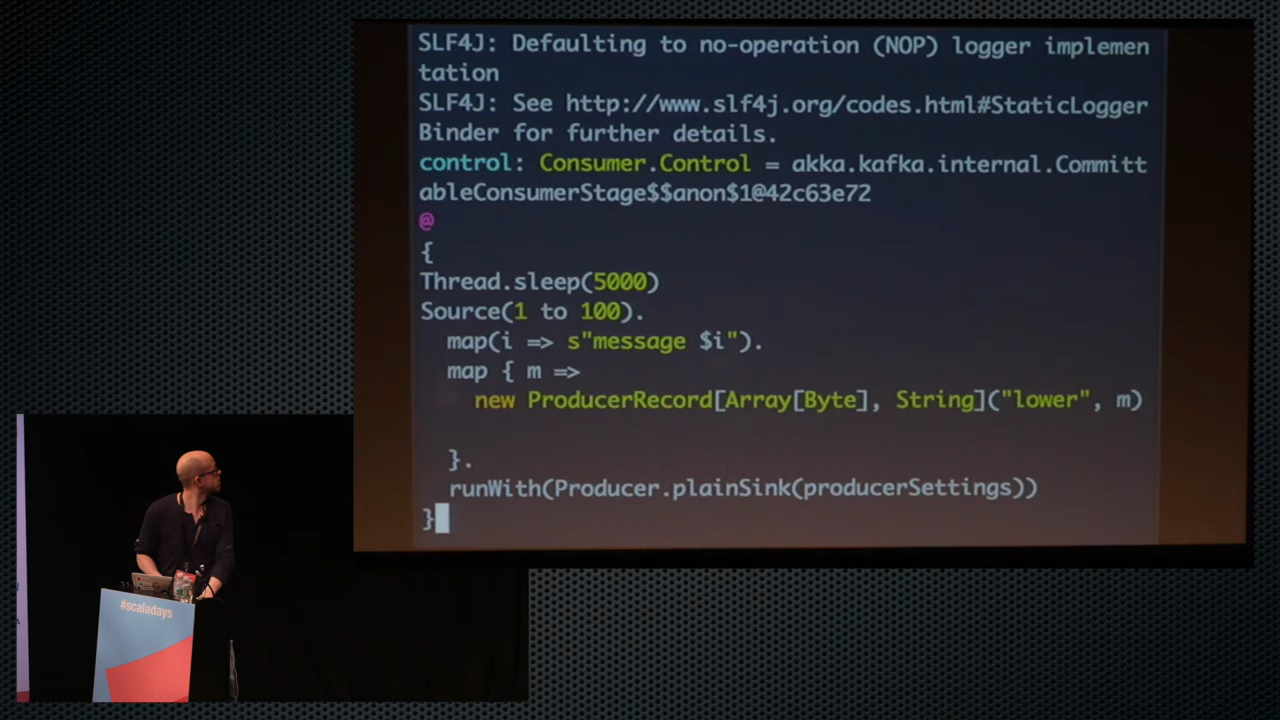 SLF4J: Defaulting to no-operation (NOP) logger implemen
tation
SLF4J: See http://www.slf4j.org/codes.html#StaticLogger
Binder for further details.
control: Consumer.Control = akka.kafka.internal.Committ
ableConsumerStage$$anon$1@42c63e72
@
{
Thread.sleep(5000)
Source(1 to 100).
map(i => s"message $i").
map { m =>
new ProducerRecord[Array[Byte], String]("lower", m)
}.
runWith(Producer.plainSink(producerSettings))
}
#scaladays